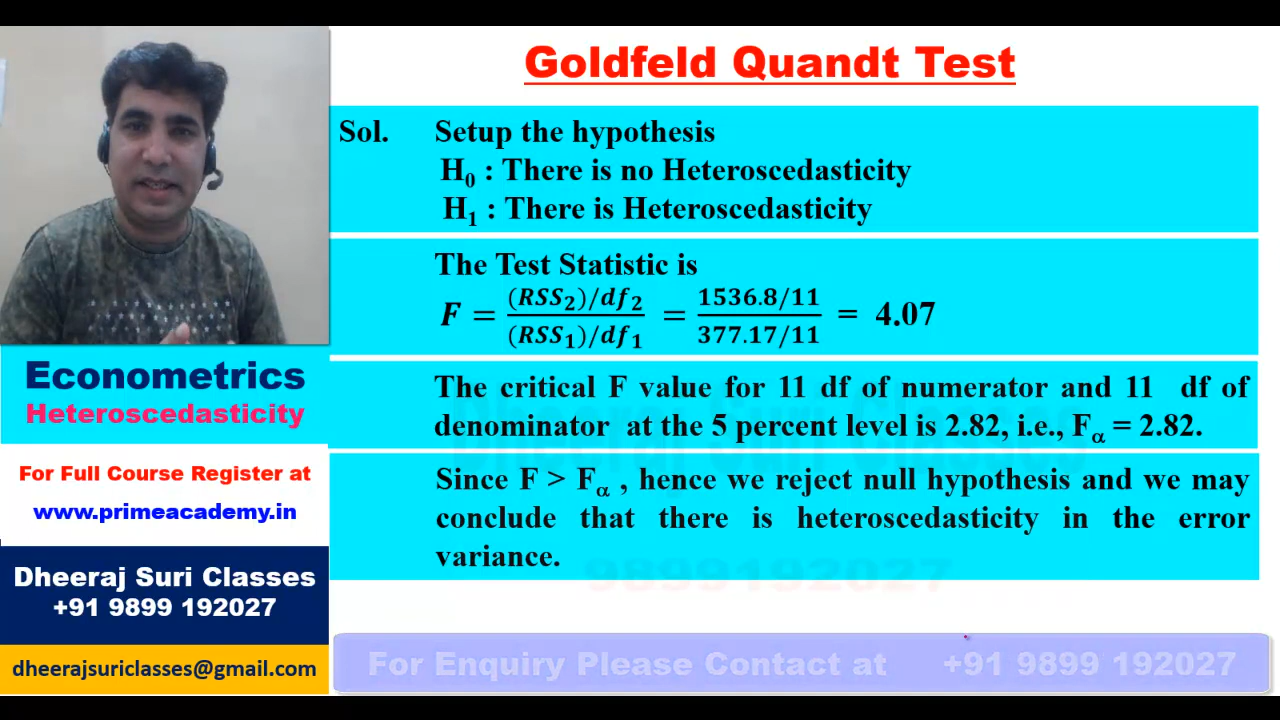 Goldfeld Quandt Test
Sol. Setup the hypothesis
H₀ : There is no Heteroscedasticity
H₁ : There is Heteroscedasticity
The Test Statistic is
F = (RSS₂)/df₂ / (RSS₁)/df₁ = 1536.8/11 / 377.17/11 = 4.07
The critical F value for 11 df of numerator and 11 df of
denominator at the 5 percent level is 2.82, i.e., Fα = 2.82.
Since F > Fα , hence we reject null hypothesis and we may
conclude that there is heteroscedasticity in the error
variance.
Dheeraj Suri Classes
9899192027
Econometrics
Heteroscedasticity
For Full Course Register at
www.primeacademy.in
Dheeraj Suri Classes
+91 9899 192027
dheerajsuriclasses@gmail.com
For Enquiry Please Contact at +91 9899 192027